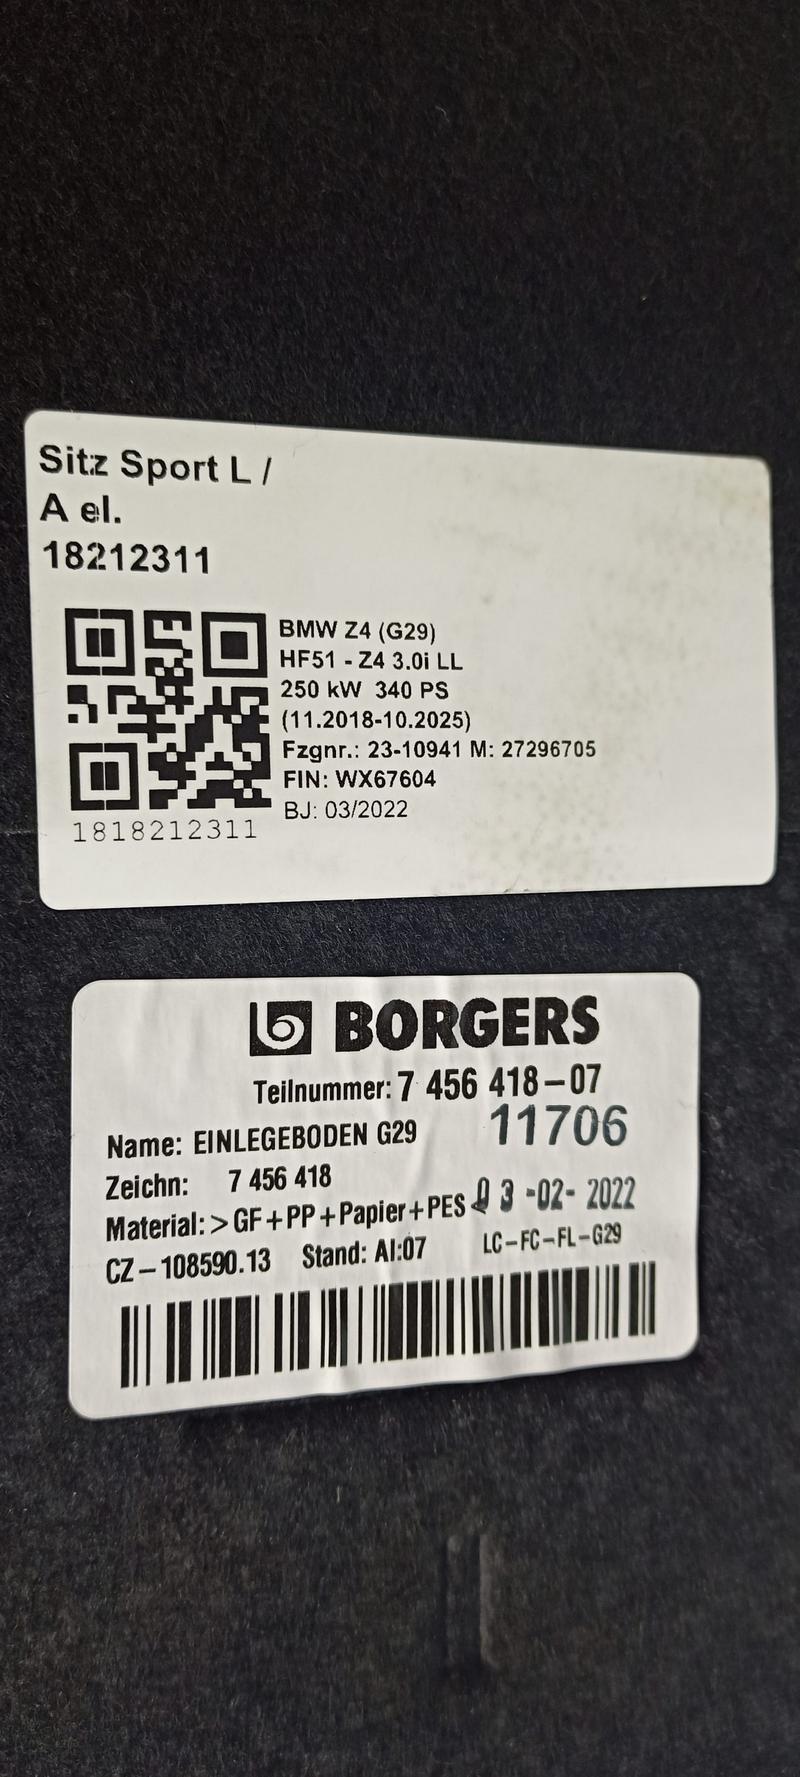 Sitz Sport L /
A el.
18212311
BMW Z4 (G29)
HF51 - Z4 3.0i LL
250 kW 340 PS
(11.2018-10.2025)
Fzgnr.: 23-10941 M: 27296705
FIN: WX67604
BJ: 03/2022
1818212311
BORGERS
Teilnummer: 7 456 418-07
11706
Name: EINLEGEBODEN G29
Zeichn: 7 456 418
03-02-2022
Material: >GF+PP+Papier+PES
CZ-108590.13 Stand: AI:07 LC-FC-FL-G29